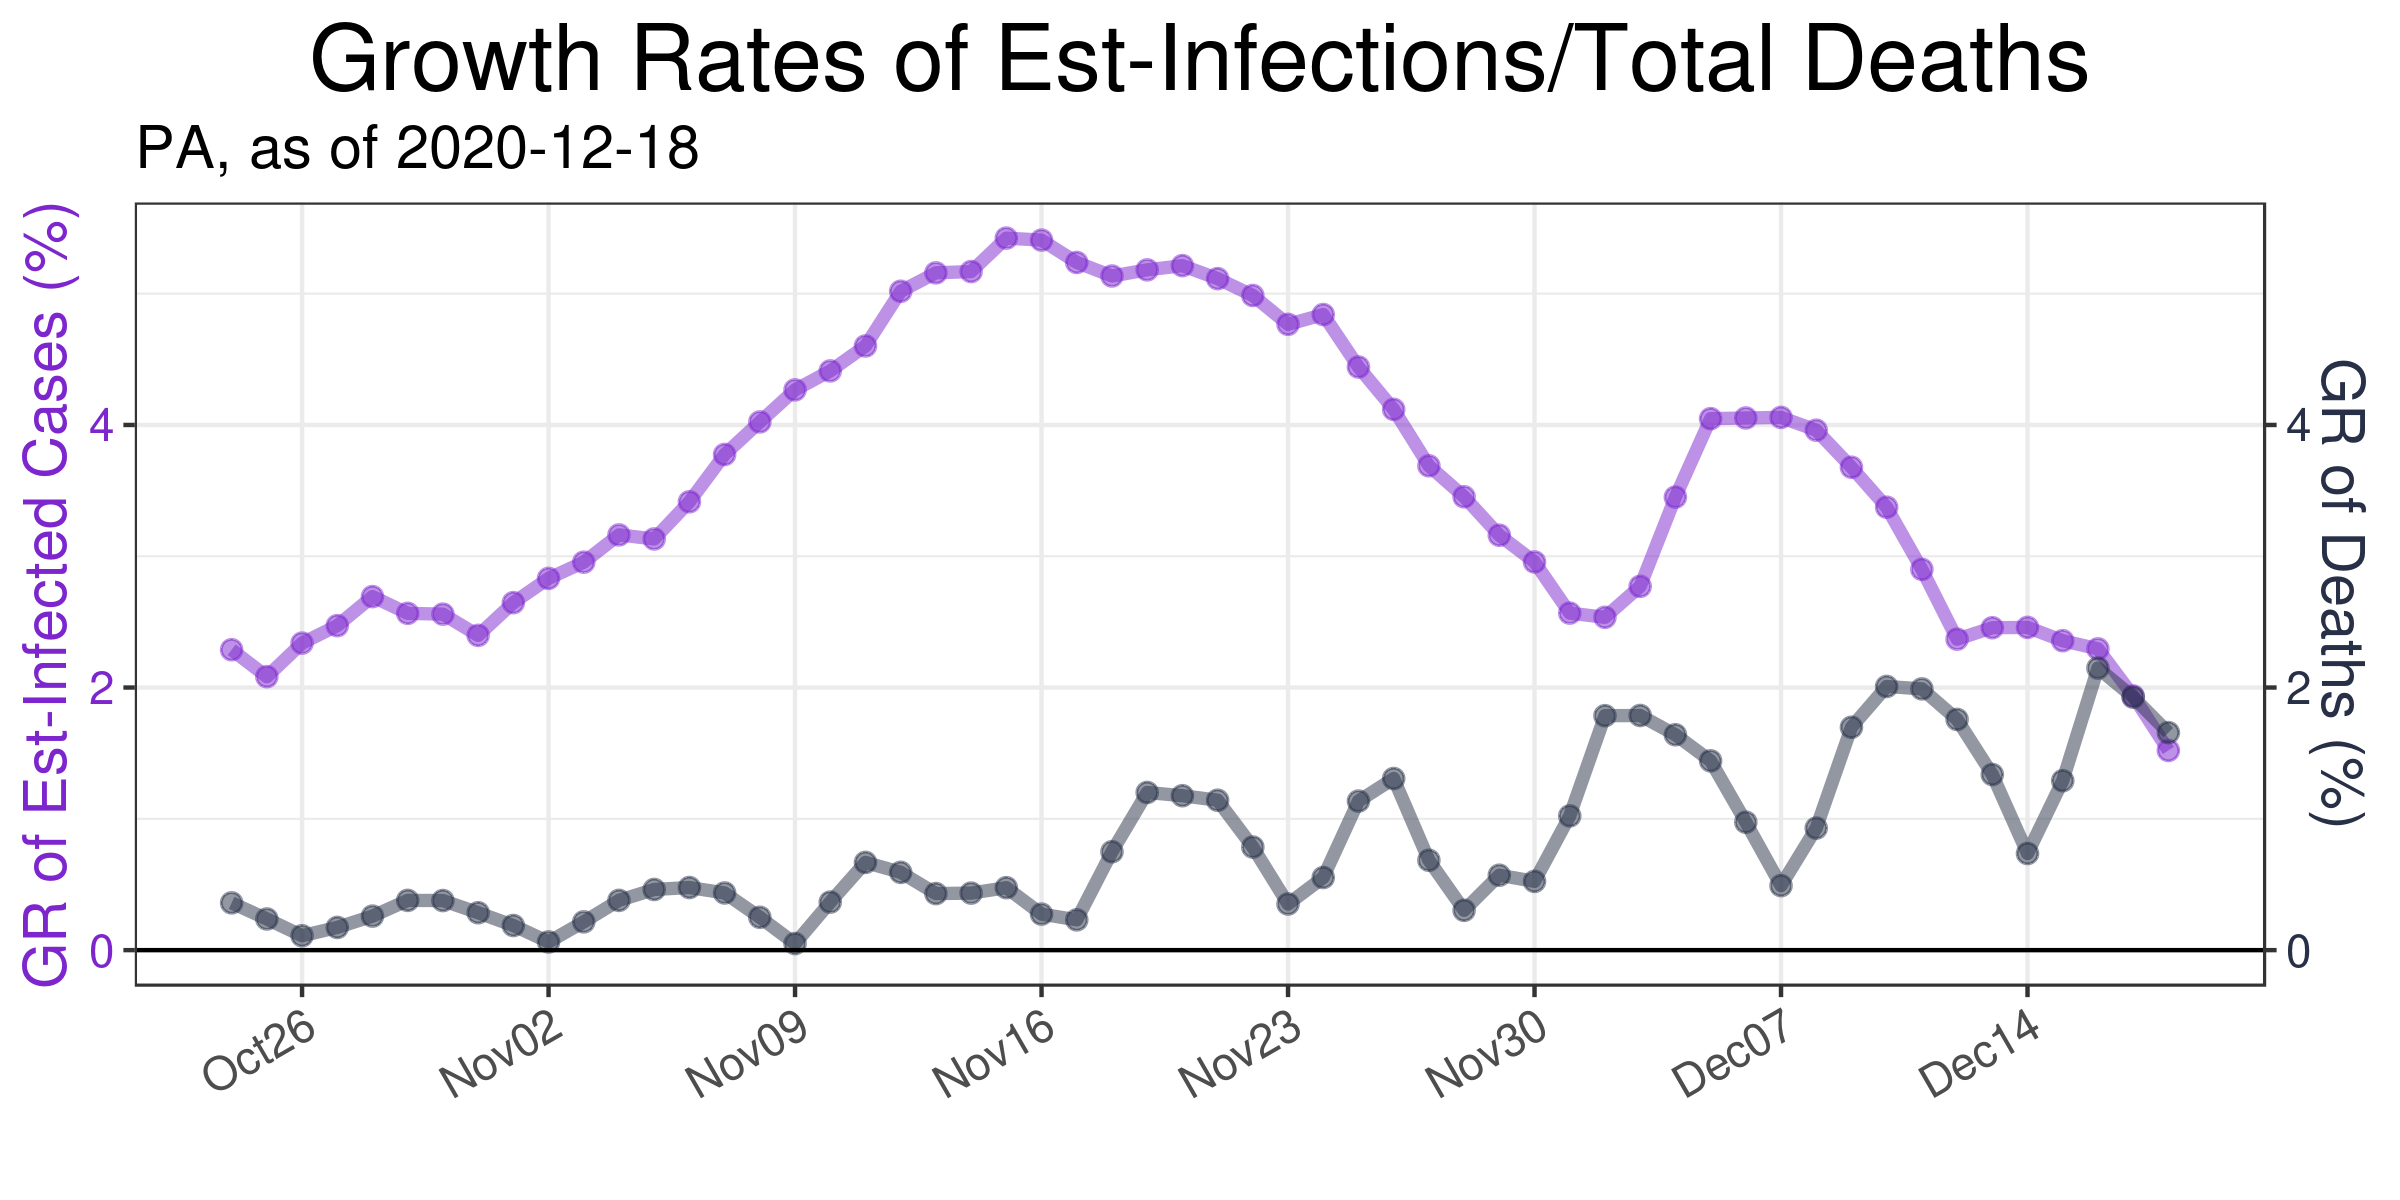 Growth Rates of Est-Infections/Total Deaths
PA, as of 2020-12-18
GR of Est-Infected Cases (%)
4
2
0
4
2
0
GR of Deaths (%)
Oct26
Nov02
Nov09
Nov16
Nov23
Nov30
Dec07
Dec14